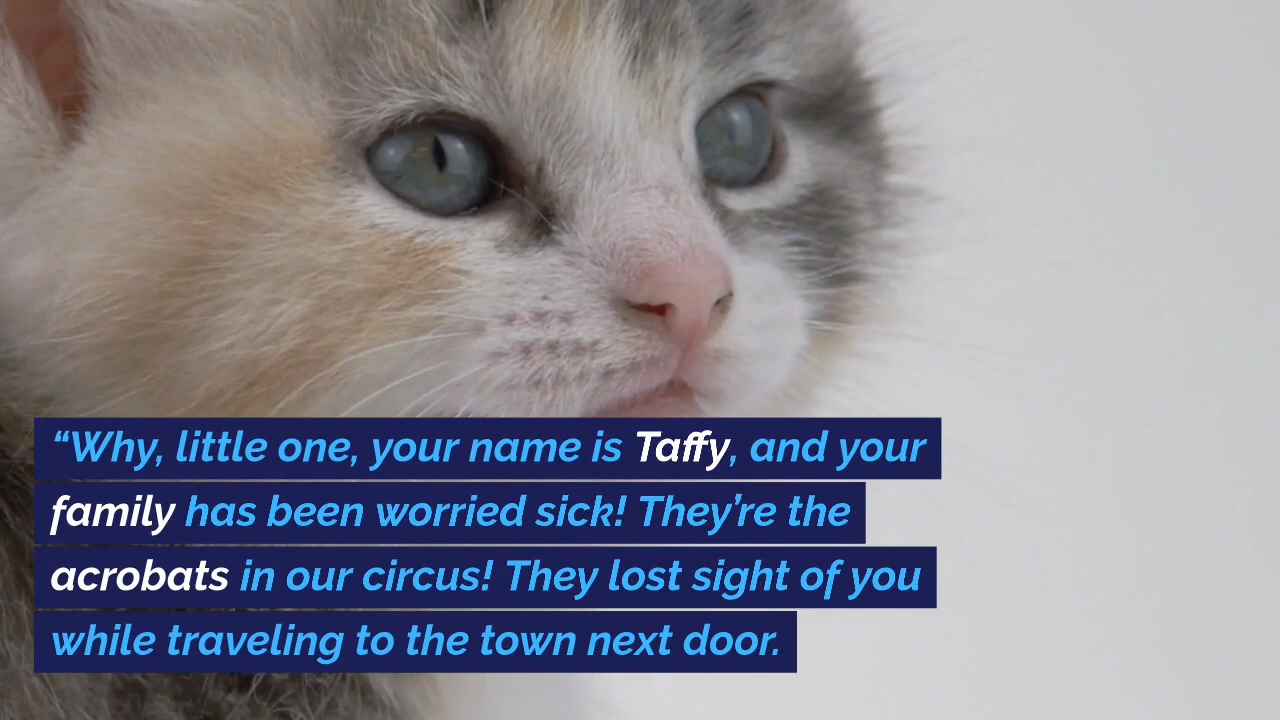 “Why, little one, your name is Taffy, and your
family has been worried sick! They’re the
acrobats in our circus! They lost sight of you
while traveling to the town next door.